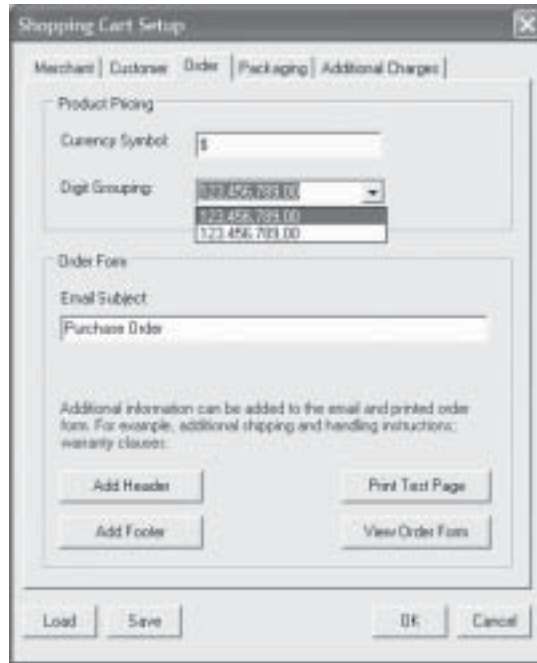 Shopping Cart Setup
Merchant Customer Order Packaging Additional Charges
Product Pricing
Currency Symbol: $
Digit Grouping: 123,456,789.00
123,456,789.00
123.456.789,00
Order Form
Email Subject
Purchase Order
Additional information can be added to the email and printed order
form. For example, additional shipping and handling instructions;
warranty clauses.
Add Header Print Test Page
Add Footer View Order Form
Load Save OK Cancel